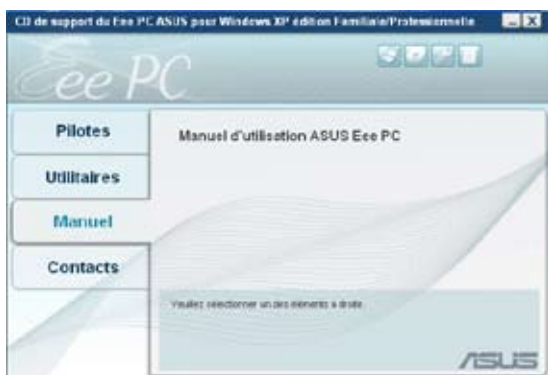 CD de support du Eee PC ASUS pour Windows XP édition Familiale/Professionnelle
Eee PC
Pilotes
Manuel d'utilisation ASUS Eee PC
Utilitaires
Manuel
Contacts
Veuillez sélectionner un des éléments à droite
ASUS